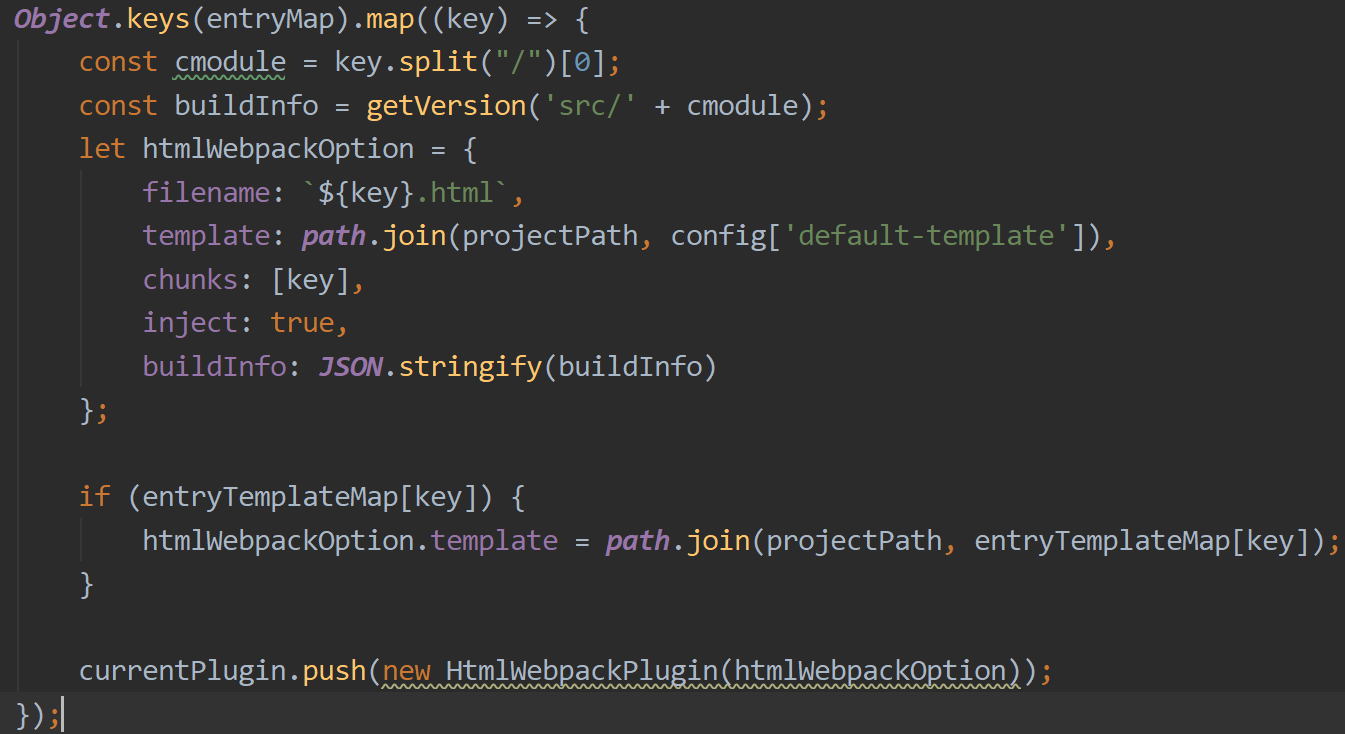 Object.keys(entryMap).map((key) => {
    const cmodule = key.split("/")[0];
    const buildInfo = getVersion('src/' + cmodule);
    let htmlWebpackOption = {
        filename: `${key}.html`,
        template: path.join(projectPath, config['default-template']),
        chunks: [key],
        inject: true,
        buildInfo: JSON.stringify(buildInfo)
    };

    if (entryTemplateMap[key]) {
        htmlWebpackOption.template = path.join(projectPath, entryTemplateMap[key]);
    }

    currentPlugin.push(new HtmlWebpackPlugin(htmlWebpackOption));
});